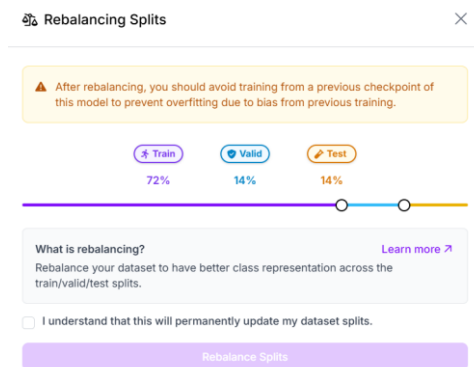 Rebalancing Splits
After rebalancing, you should avoid training from a previous checkpoint of
this model to prevent overfitting due to bias from previous training.
Train Valid Test
72% 14% 14%
What is rebalancing? Learn more
Rebalance your dataset to have better class representation across the
train/valid/test splits.
I understand that this will permanently update my dataset splits.
Rebalance Splits